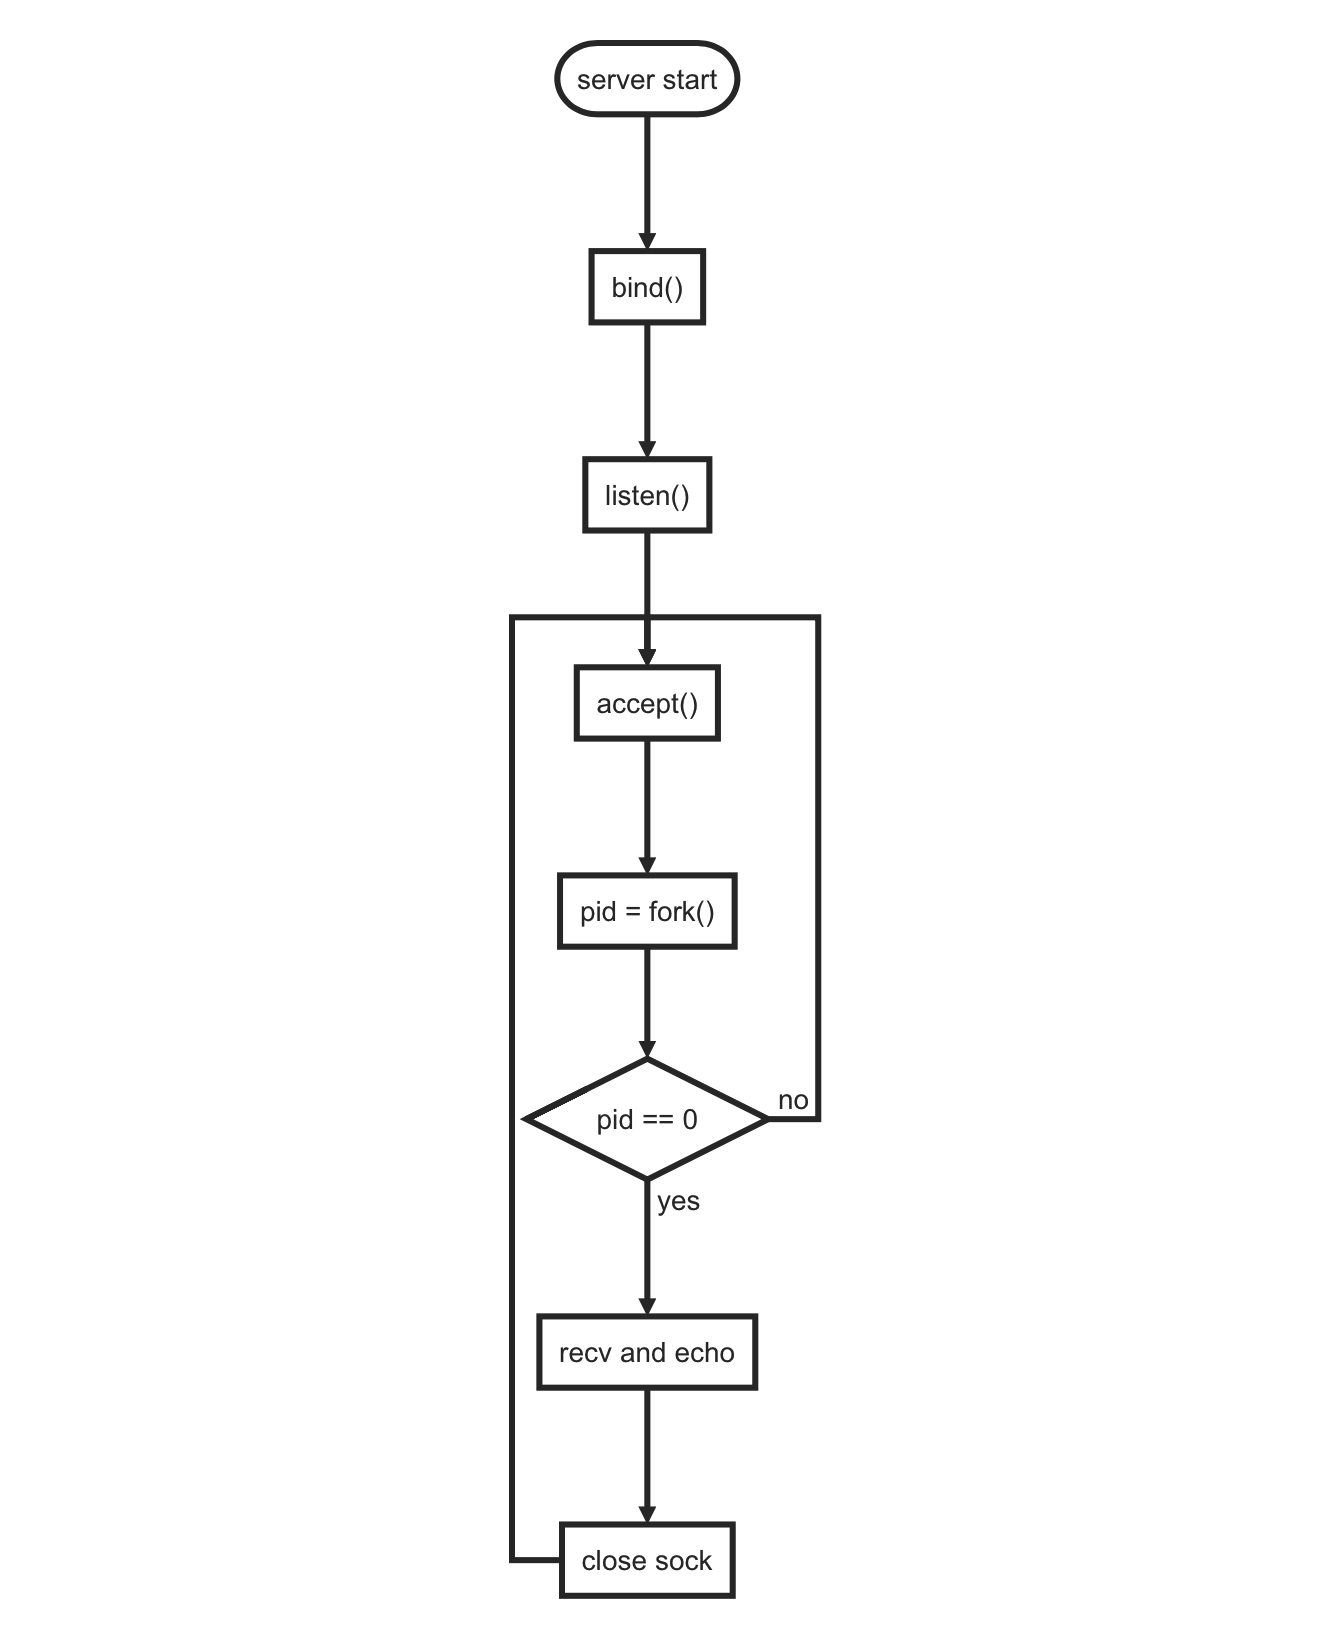 server start
bind()
listen()
accept()
pid = fork()
pid == 0
no
yes
recv and echo
close sock